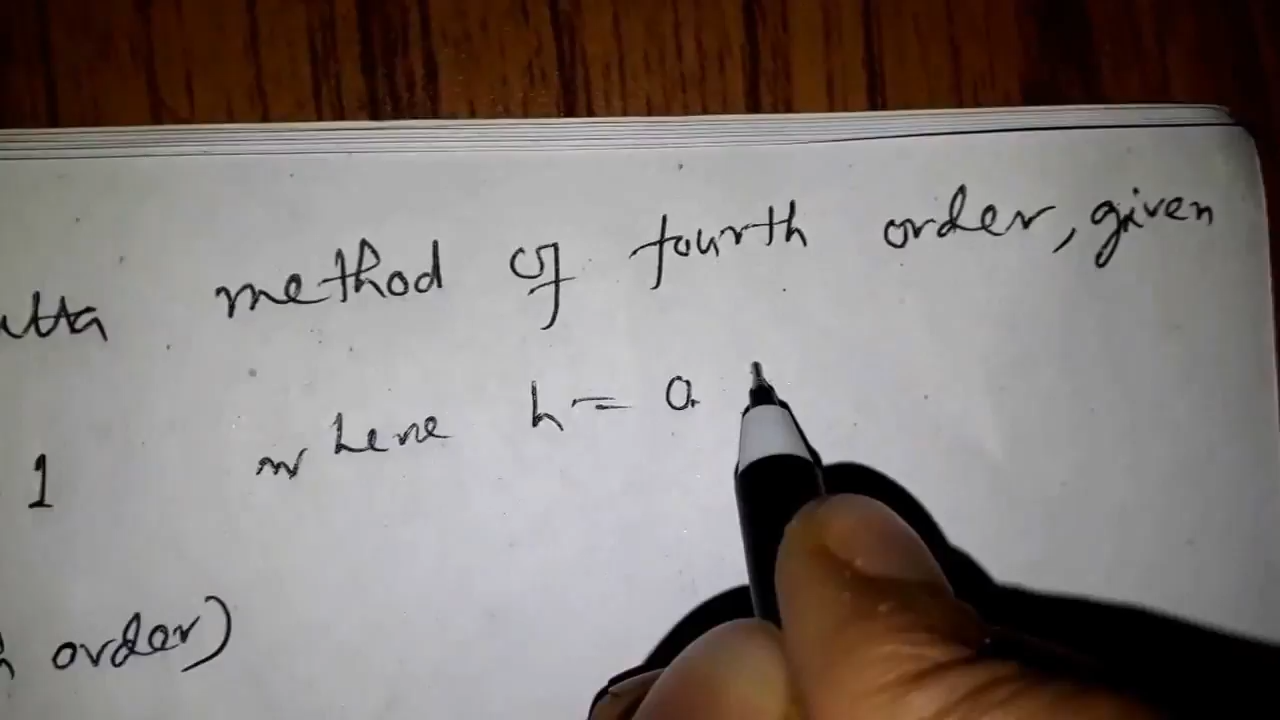 utta method of fourth order, given
1 where h = 0.
order)